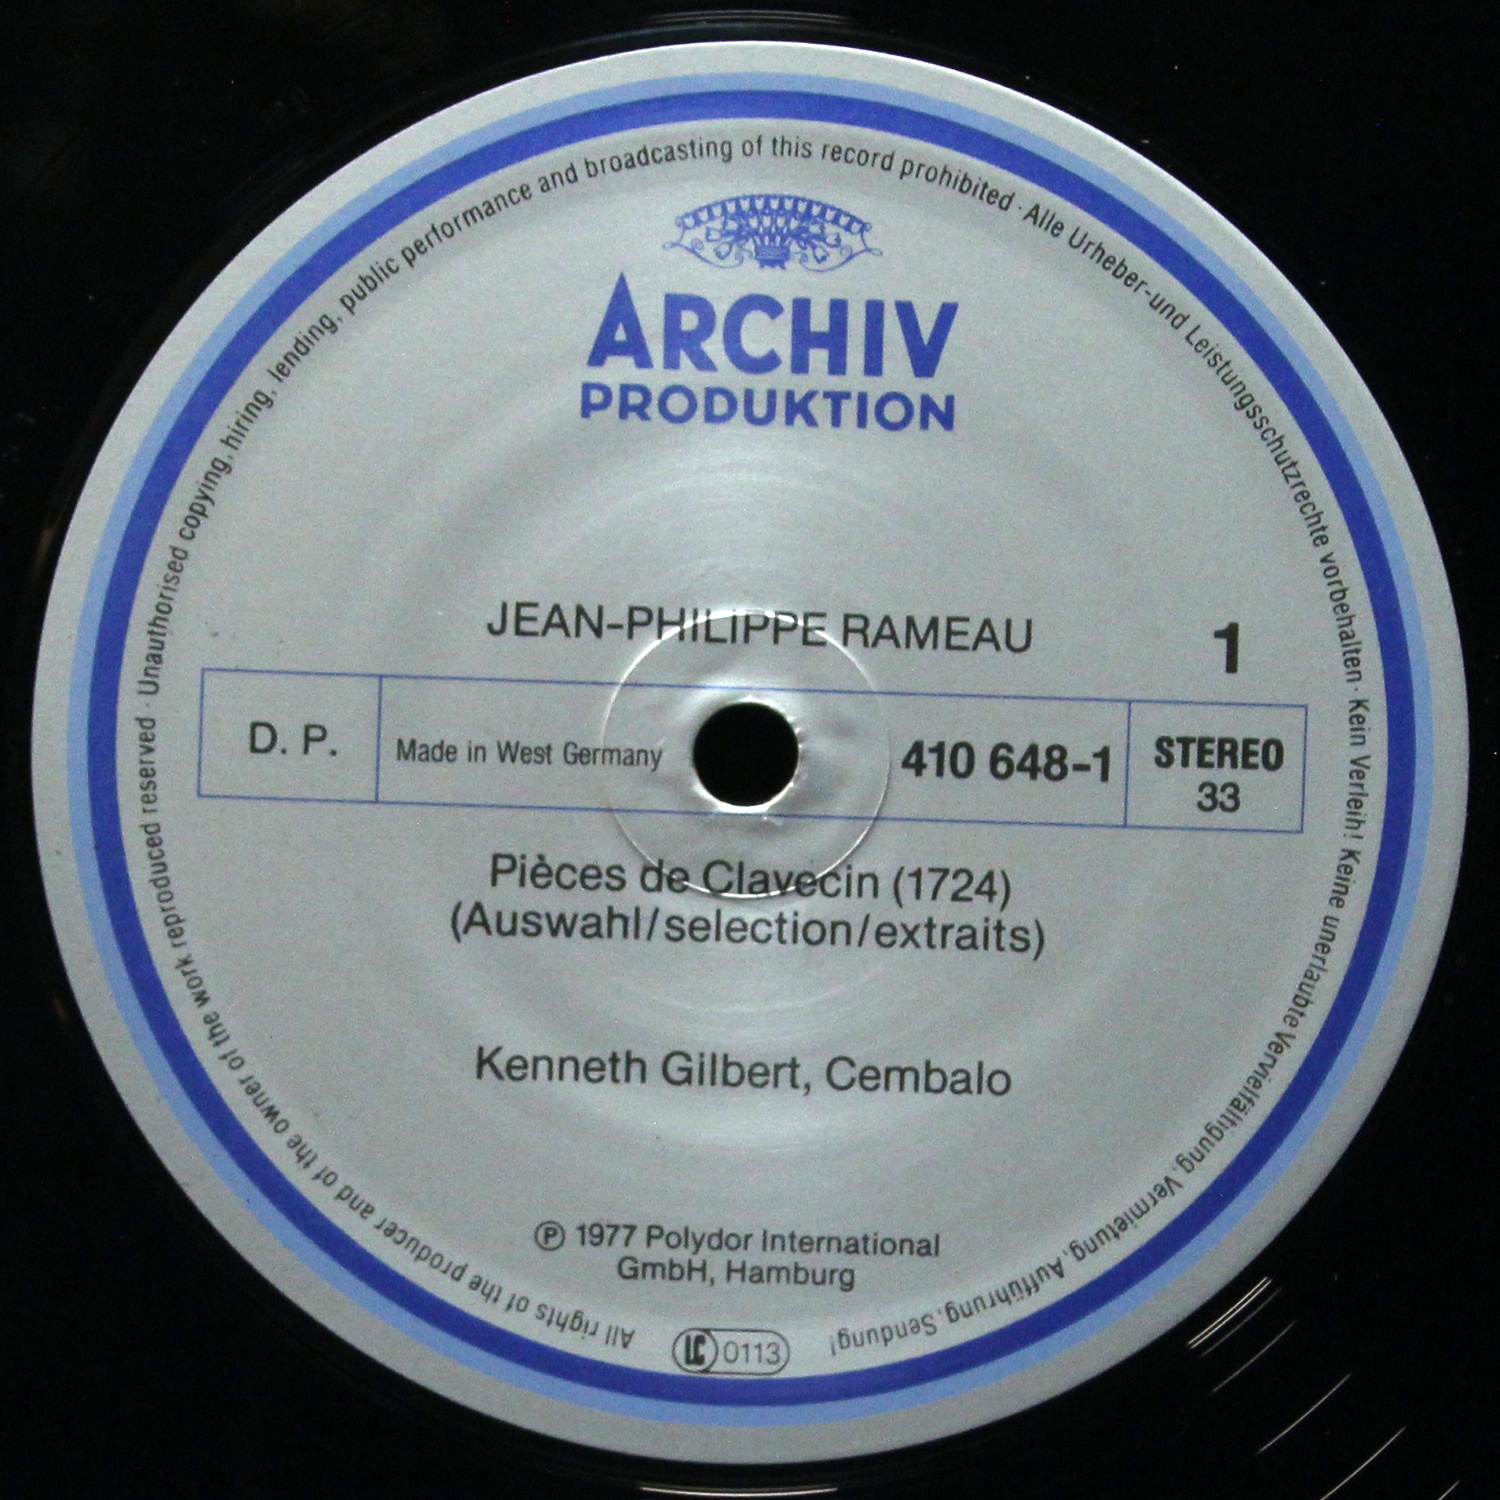 ARCHIV
PRODUKTION
JEAN-PHILIPPE RAMEAU
1
D. P.
Made in West Germany
410 648-1
STEREO
33
Pièces de Clavecin (1724)
(Auswahl/selection/extraits)
Kenneth Gilbert, Cembalo
℗ 1977 Polydor International
GmbH, Hamburg
LC 0113
All rights of the producer and of the owner of the work reproduced reserved · Unauthorised copying, hiring, lending, public performance and broadcasting of this record prohibited · Alle Urheber-und Leistungsschutzrechte vorbehalten · Kein Verleih! Keine unerlaubte Vervielfältigung, Vermietung, Aufführung, Sendung!